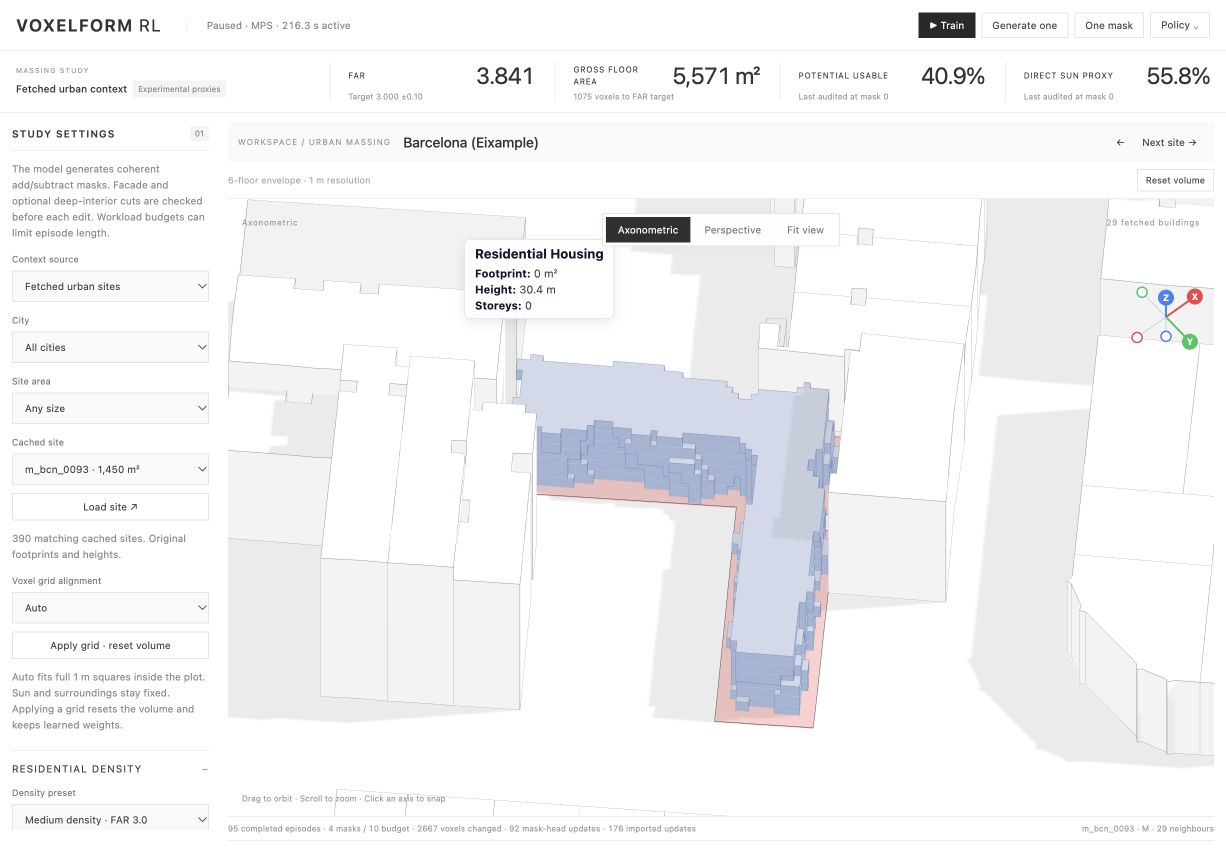 VOXELFORM RL
Paused · MPS · 216.3 s active
▶ Train
Generate one
One mask
Policy
MASSING STUDY
Fetched urban context
Experimental proxies
FAR
3.841
Target 3.000 ±0.10
GROSS FLOOR
AREA
5,571 m²
1075 voxels to FAR target
POTENTIAL USABLE
40.9%
Last audited at mask 0
DIRECT SUN PROXY
55.8%
Last audited at mask 0
STUDY SETTINGS
01
The model generates coherent
add/subtract masks. Facade and
optional deep-interior cuts are checked
before each edit. Workload budgets can
limit episode length.
Context source
Fetched urban sites
City
All cities
Site area
Any size
Cached site
m_bcn_0093 · 1,450 m²
Load site ↗
390 matching cached sites. Original
footprints and heights.
Voxel grid alignment
Auto
Apply grid · reset volume
Auto fits full 1 m squares inside the plot.
Sun and surroundings stay fixed.
Applying a grid resets the volume and
keeps learned weights.
RESIDENTIAL DENSITY
–
Density preset
Medium density · FAR 3.0
WORKSPACE / URBAN MASSING
Barcelona (Eixample)
←
Next site →
6-floor envelope · 1 m resolution
Reset volume
Axonometric
Axonometric
Perspective
Fit view
29 fetched buildings
Residential Housing
Footprint: 0 m²
Height: 30.4 m
Storeys: 0
Z
X
Y
Drag to orbit · Scroll to zoom · Click an axis to snap
95 completed episodes · 4 masks / 10 budget · 2667 voxels changed · 92 mask-head updates · 176 imported updates
m_bcn_0093 · M · 29 neighbours